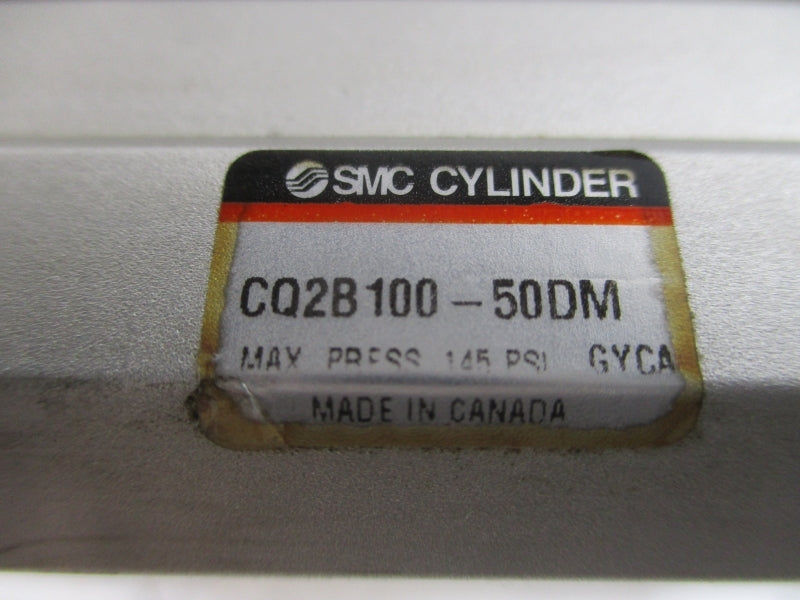 SMC CYLINDER
CQ2B100-50DM
MAX. PRESS. 145 PSI. GYCA
MADE IN CANADA